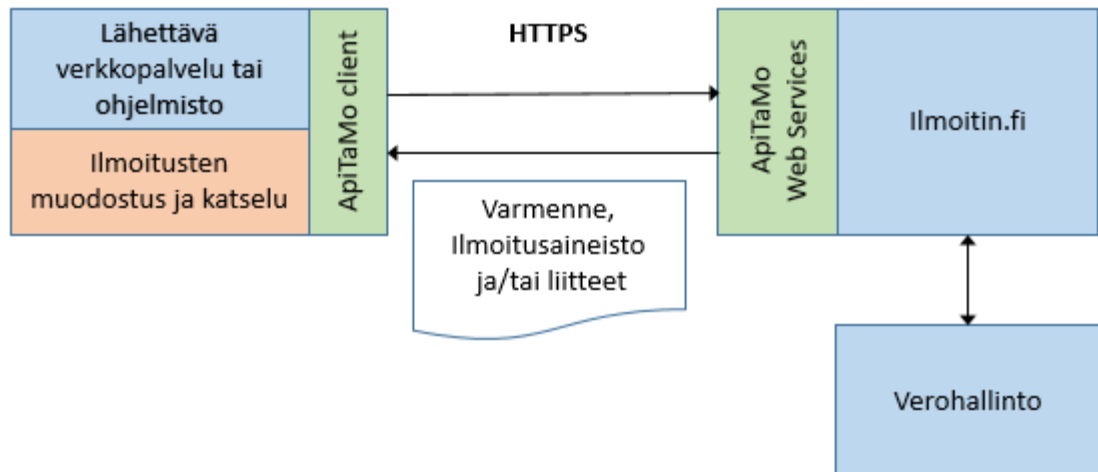 Lähettävä
verkkopalvelu tai
ohjelmisto
Ilmoitusten
muodostus ja katselu
ApiTaMo client
HTTPS
Varmenne,
Ilmoitusaineisto
ja/tai liitteet
ApiTaMo
Web Services
Ilmoitin.fi
Verohallinto